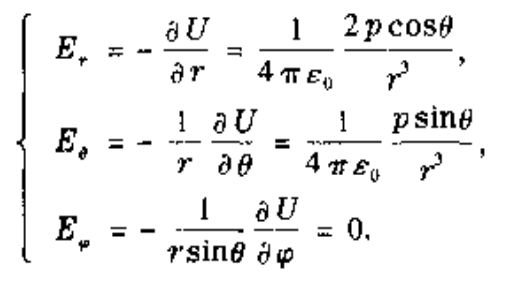 E_r = - ∂U/∂r = 1/(4πε₀) 2p cosθ/r³,
E_θ = - 1/r ∂U/∂θ = 1/(4πε₀) p sinθ/r³,
E_φ = - 1/(r sinθ) ∂U/∂φ = 0.